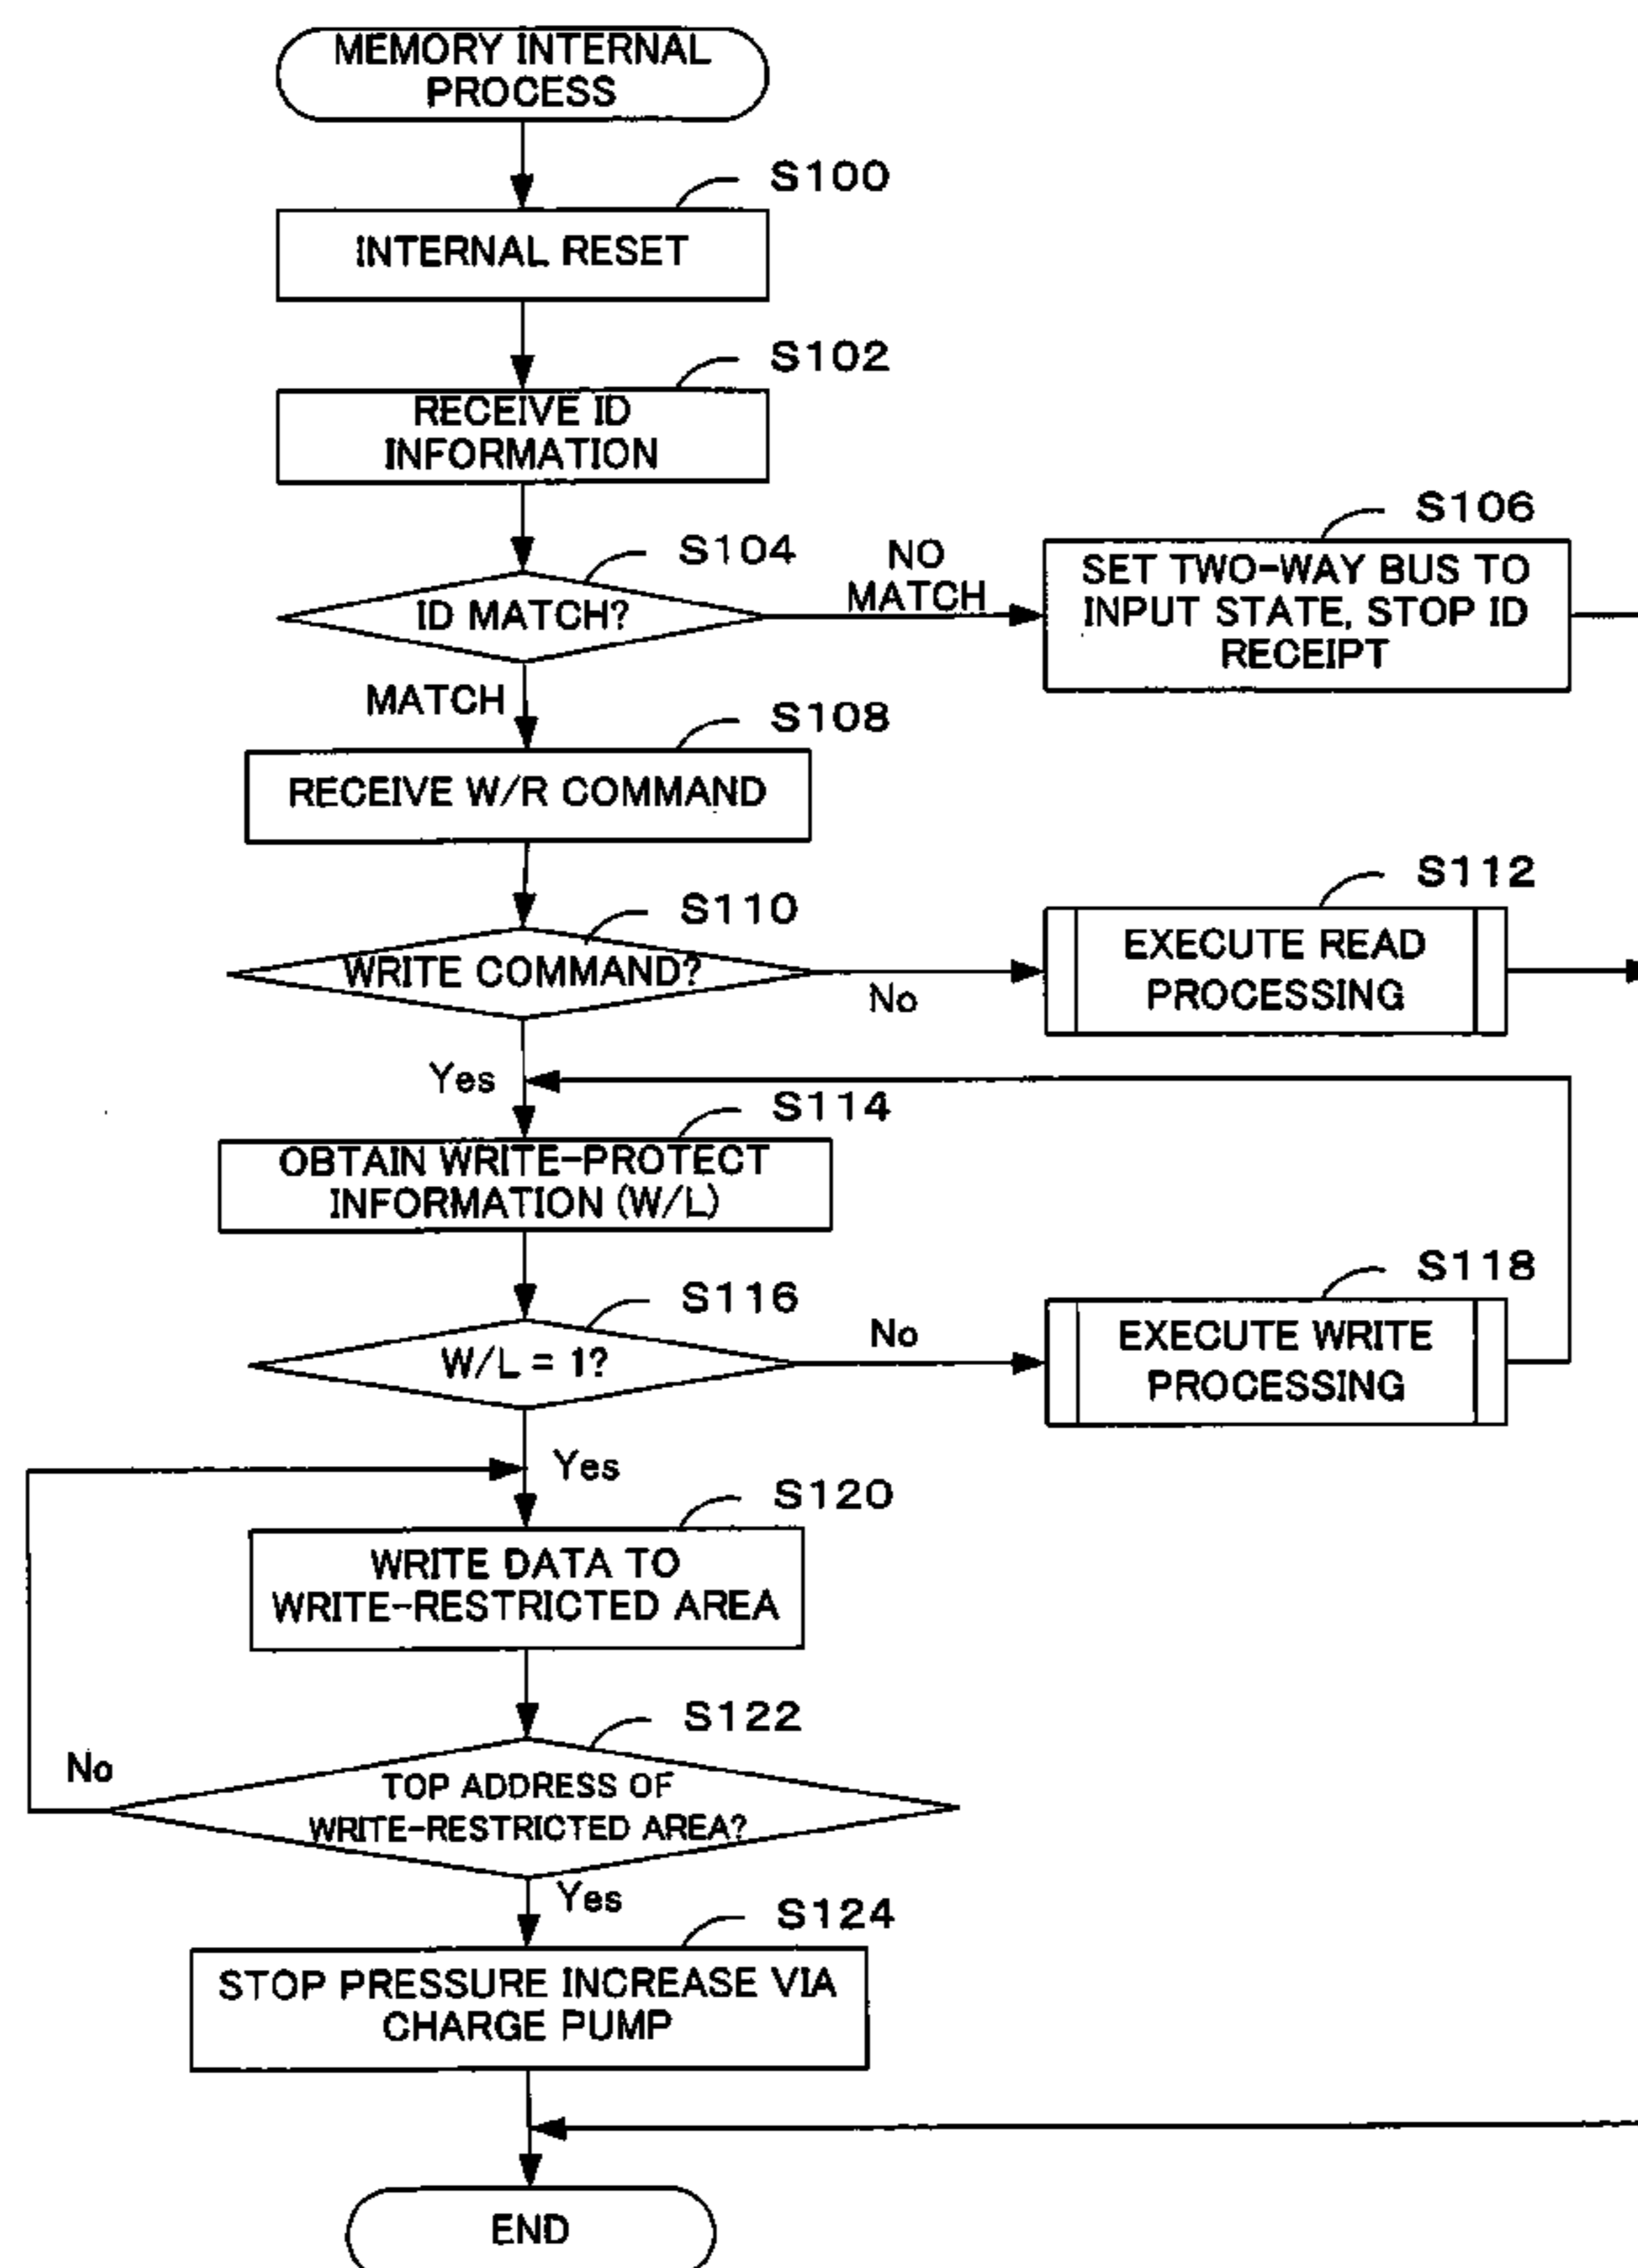 MEMORY INTERNAL
PROCESS
S100
INTERNAL RESET
S102
RECEIVE ID
INFORMATION
S104
ID MATCH?
NO
MATCH
S106
SET TWO-WAY BUS TO
INPUT STATE, STOP ID
RECEIPT
MATCH
S108
RECEIVE W/R COMMAND
S110
WRITE COMMAND?
No
S112
EXECUTE READ
PROCESSING
Yes
S114
OBTAIN WRITE-PROTECT
INFORMATION (W/L)
S116
W/L = 1?
No
S118
EXECUTE WRITE
PROCESSING
Yes
S120
WRITE DATA TO
WRITE-RESTRICTED AREA
S122
No
TOP ADDRESS OF
WRITE-RESTRICTED AREA?
Yes
S124
STOP PRESSURE INCREASE VIA
CHARGE PUMP
END